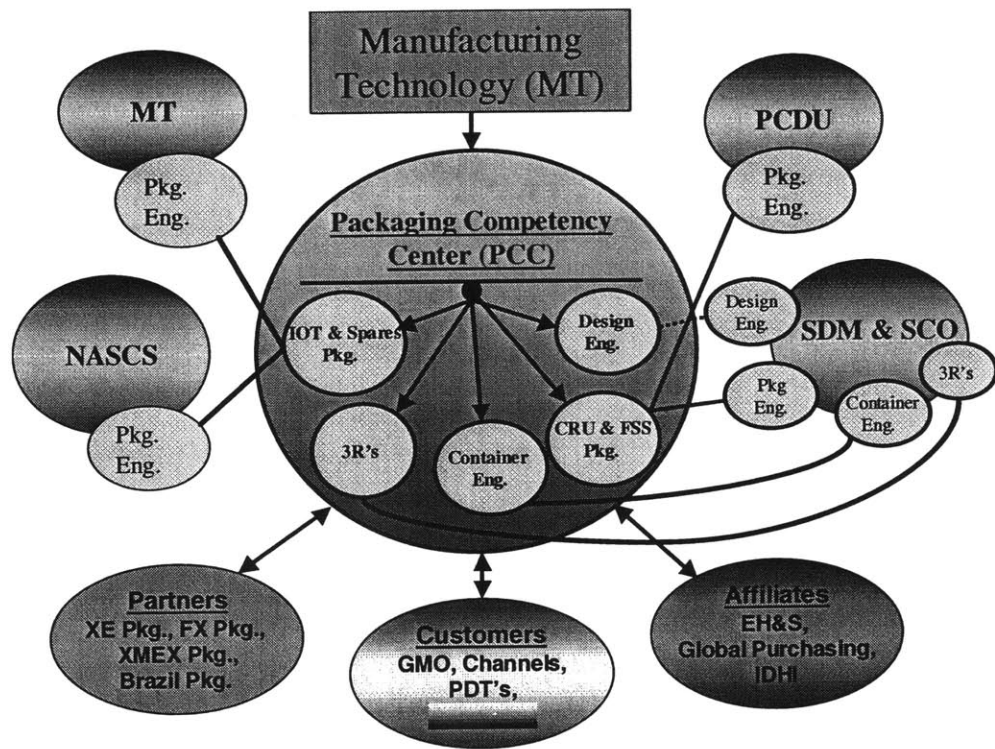 Manufacturing
Technology (MT)
MT
Pkg.
Eng.
PCDU
Pkg.
Eng.
Packaging Competency
Center (PCC)
IOT & Spares
Pkg.
Design
Eng.
3R's
Container
Eng.
CRU & FSS
Pkg.
NASCS
Pkg.
Eng.
Design
Eng.
SDM & SCO
3R's
Pkg
Eng.
Container
Eng.
Partners
XE Pkg., FX Pkg.,
XMEX Pkg.,
Brazil Pkg.
Customers
GMO, Channels,
PDT's,
Affiliates
EH&S,
Global Purchasing,
IDHI